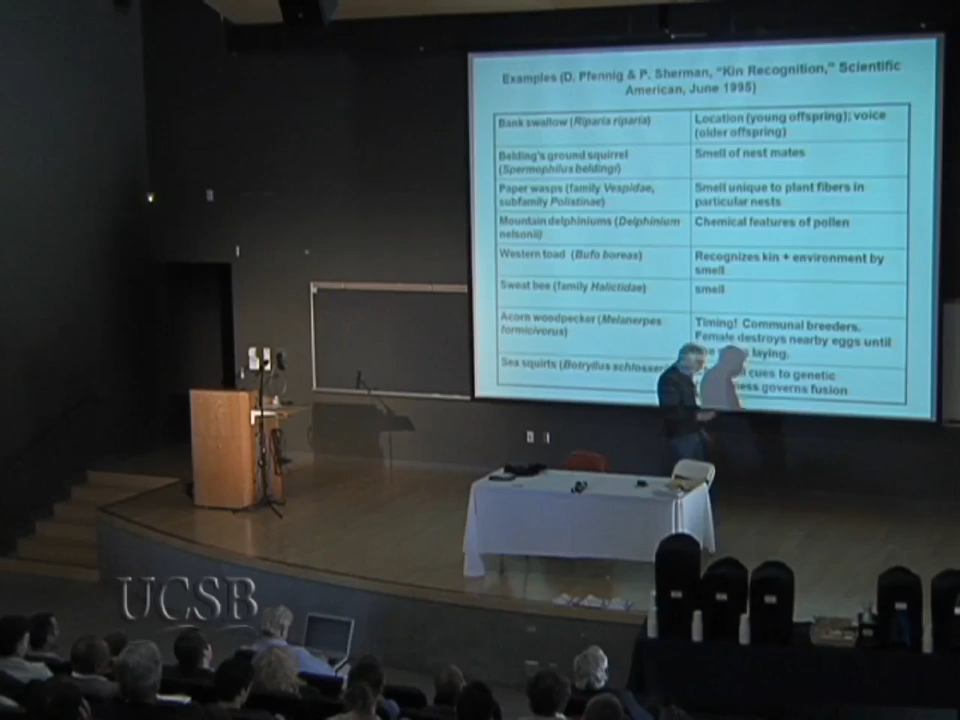 Examples (D. Pfennig & P. Sherman, "Kin Recognition," Scientific
American, June 1995)
Bank swallow (Riparia riparia)
Location (young offspring); voice
(older offspring)
Belding's ground squirrel
(Spermophilus beldingi)
Smell of nest mates
Paper wasps (family Vespidae,
subfamily Polistinae)
Smell unique to plant fibers in
particular nests
Mountain delphiniums (Delphinium
nelsonii)
Chemical features of pollen
Western toad (Bufo boreas)
Recognizes kin + environment by
smell
Sweat bee (family Halictidae)
smell
Acorn woodpecker (Melanerpes
formicivorus)
Timing! Communal breeders.
Female destroys nearby eggs until
laying.
Sea squirts (Botryllus
cues to genetic
governs fusion
UCSB